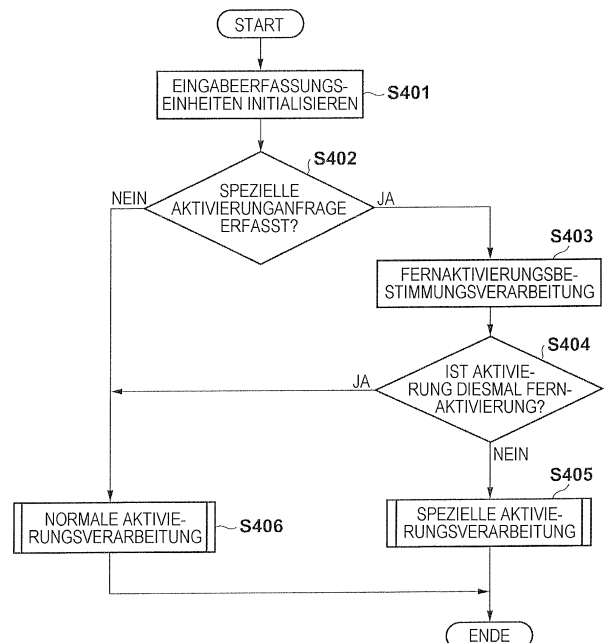 START
EINGABEERFASSUNGS-
EINHEITEN INITIALISIEREN
S401
S402
SPEZIELLE
AKTIVIERUNGANFRAGE
ERFASST?
NEIN
JA
S403
FERNAKTIVIERUNGSBE-
STIMMUNGSVERARBEITUNG
S404
IST AKTIVIE-
RUNG DIESMAL FERN-
AKTIVIERUNG?
JA
NEIN
S405
NORMALE AKTIVIE-
RUNGSVERARBEITUNG
S406
SPEZIELLE AKTIVIE-
RUNGSVERARBEITUNG
ENDE